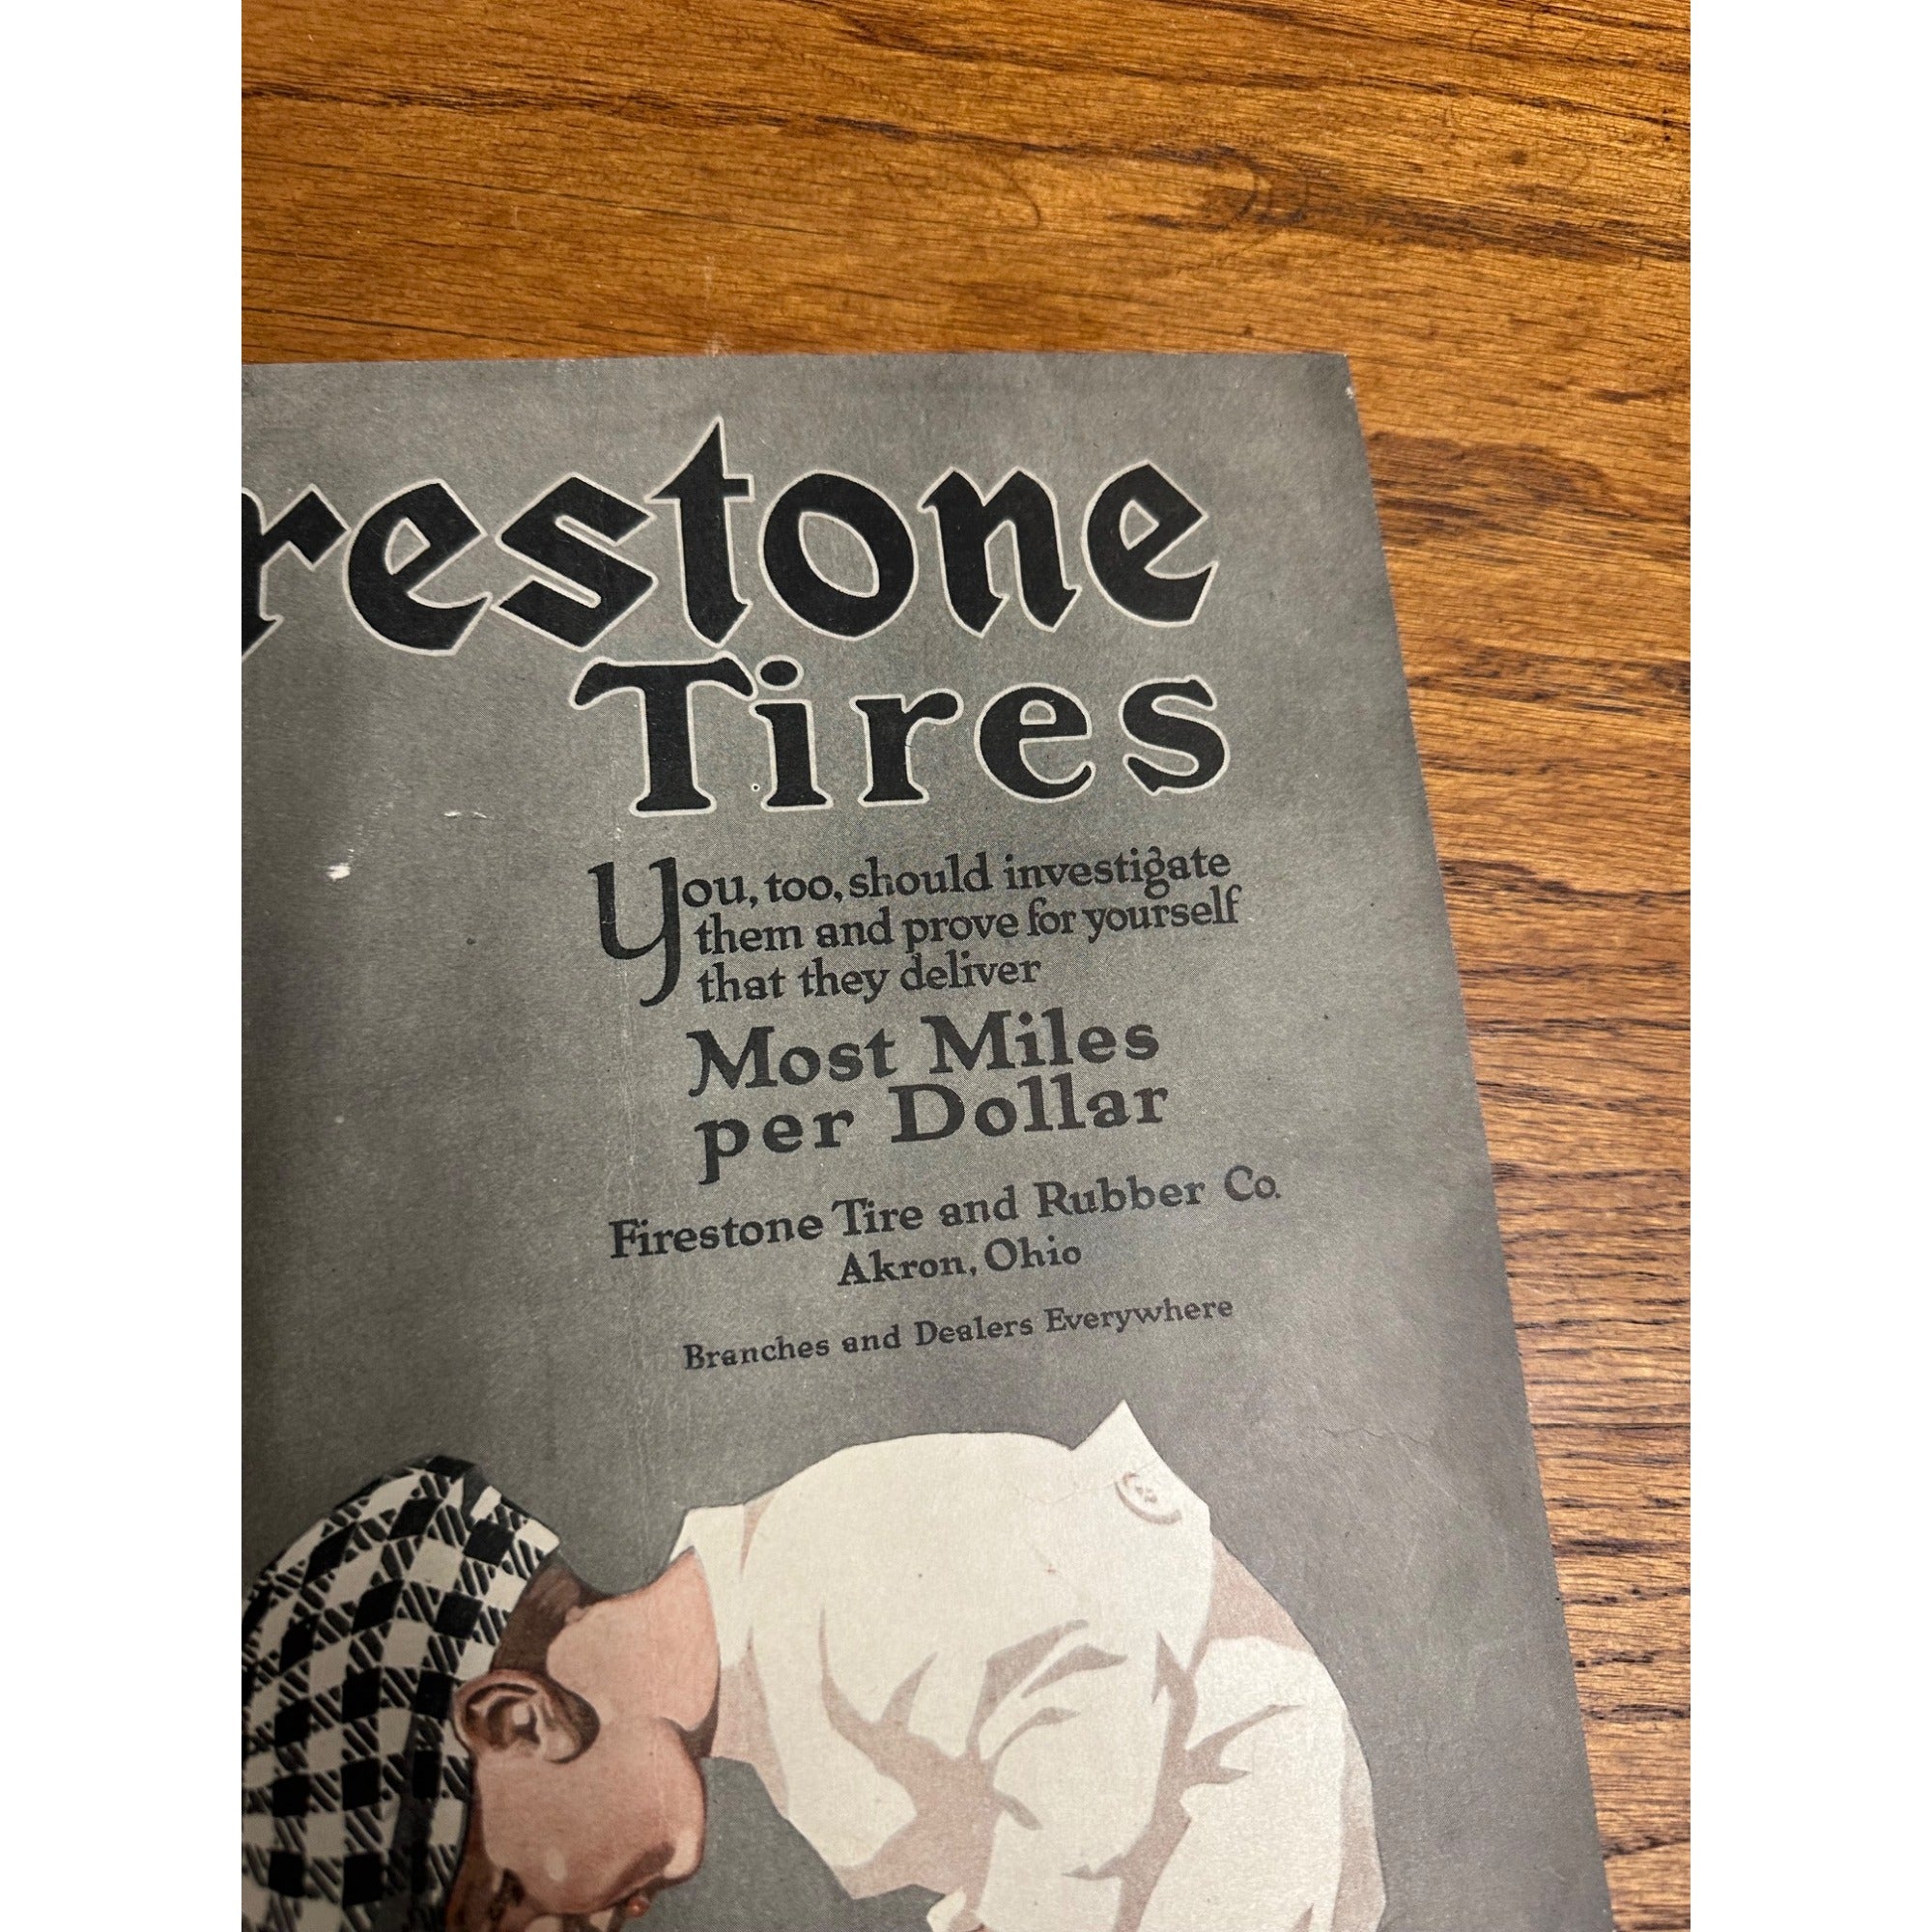 restone
Tires
You, too, should investigate
them and prove for yourself
that they deliver
Most Miles
per Dollar
Firestone Tire and Rubber Co.
Akron, Ohio
Branches and Dealers Everywhere